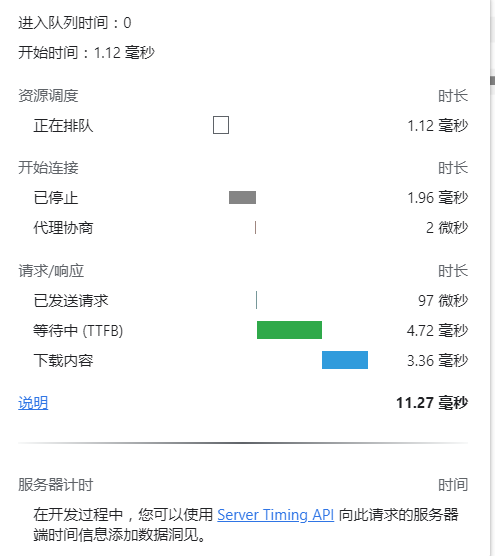 进入队列时间：0
开始时间：1.12 毫秒
资源调度 时长
正在排队 1.12 毫秒
开始连接 时长
已停止 1.96 毫秒
代理协商 2 微秒
请求/响应 时长
已发送请求 97 微秒
等待中 (TTFB) 4.72 毫秒
下载内容 3.36 毫秒
说明 11.27 毫秒
服务器计时 时间
在开发过程中，您可以使用 Server Timing API 向此请求的服务器
端时间信息添加数据洞见。